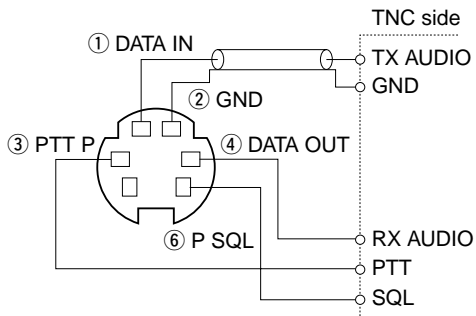 TNC side
① DATA IN
TX AUDIO
② GND
GND
③ PTT P
④ DATA OUT
⑥ P SQL
RX AUDIO
PTT
SQL